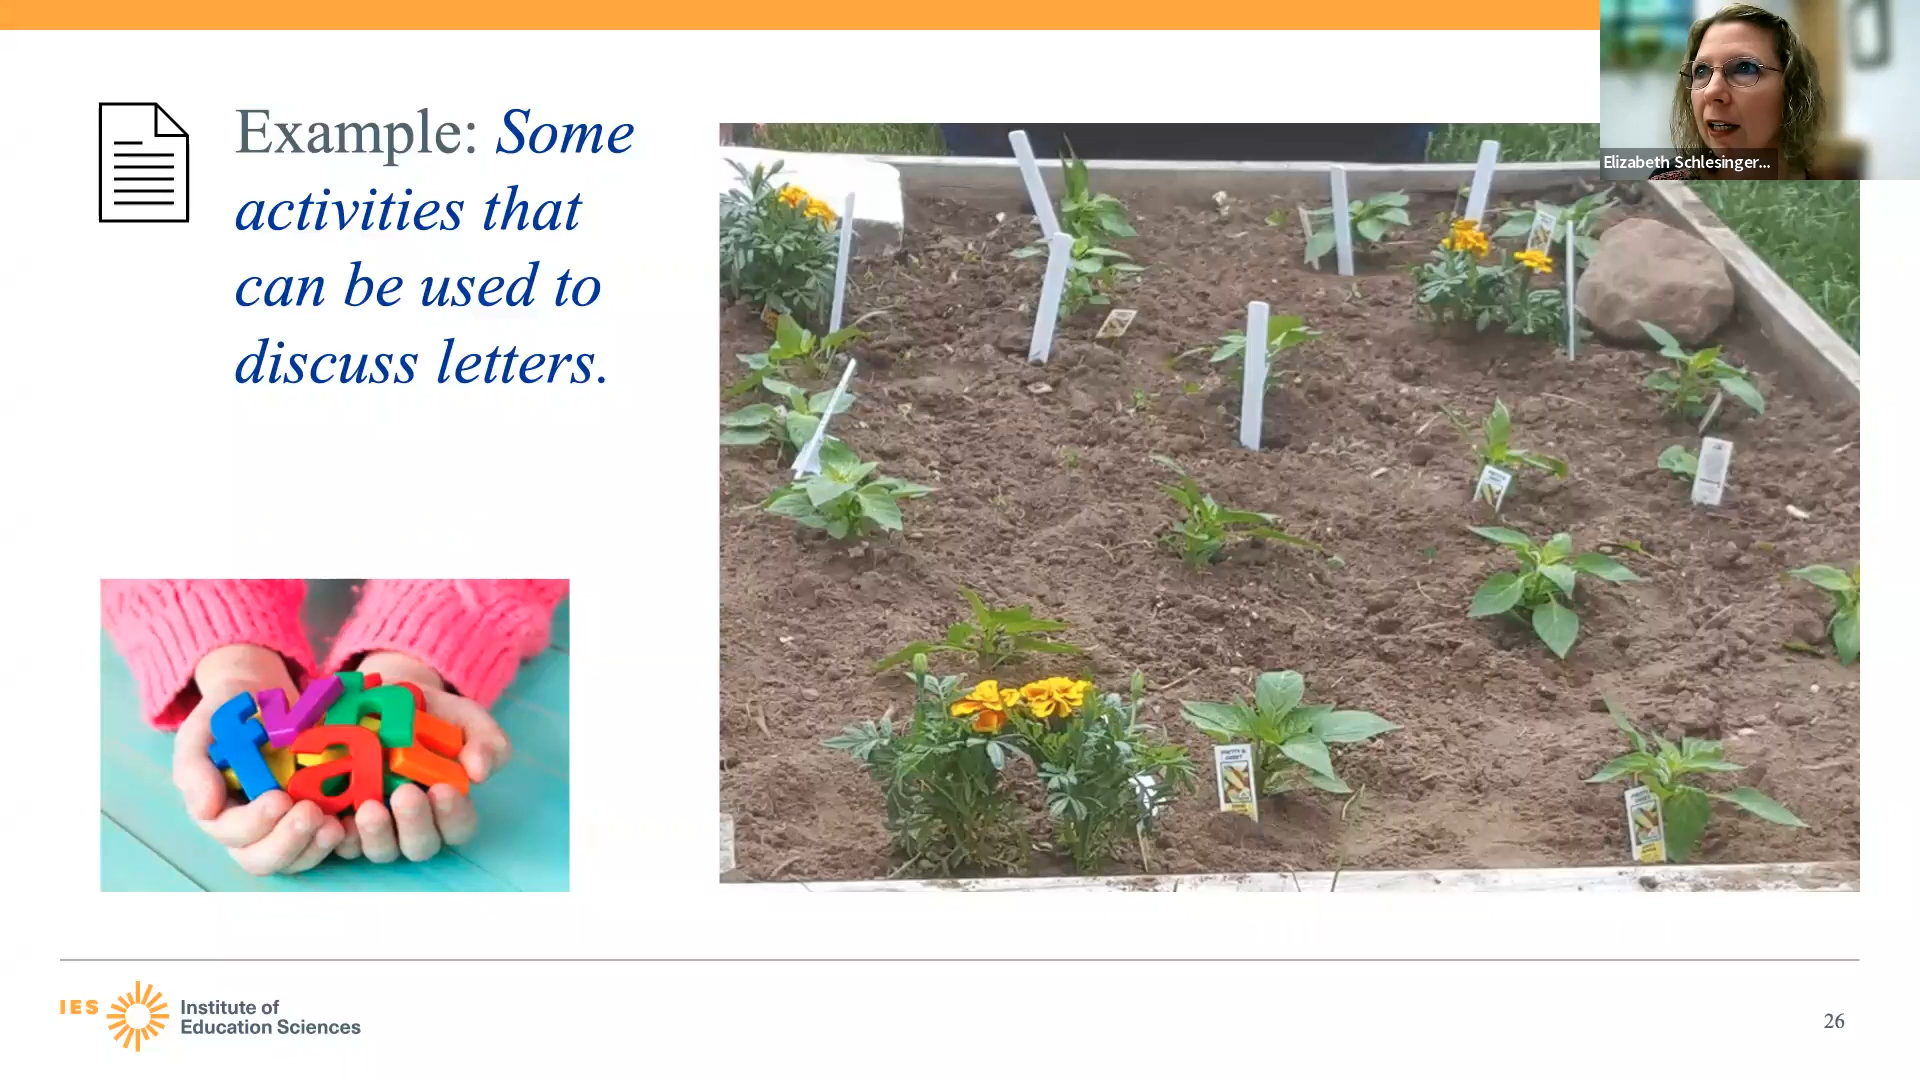 Elizabeth Schlesinger...
Example: Some
activities that
can be used to
discuss letters.
f
v
a
IES
Institute of
Education Sciences
26